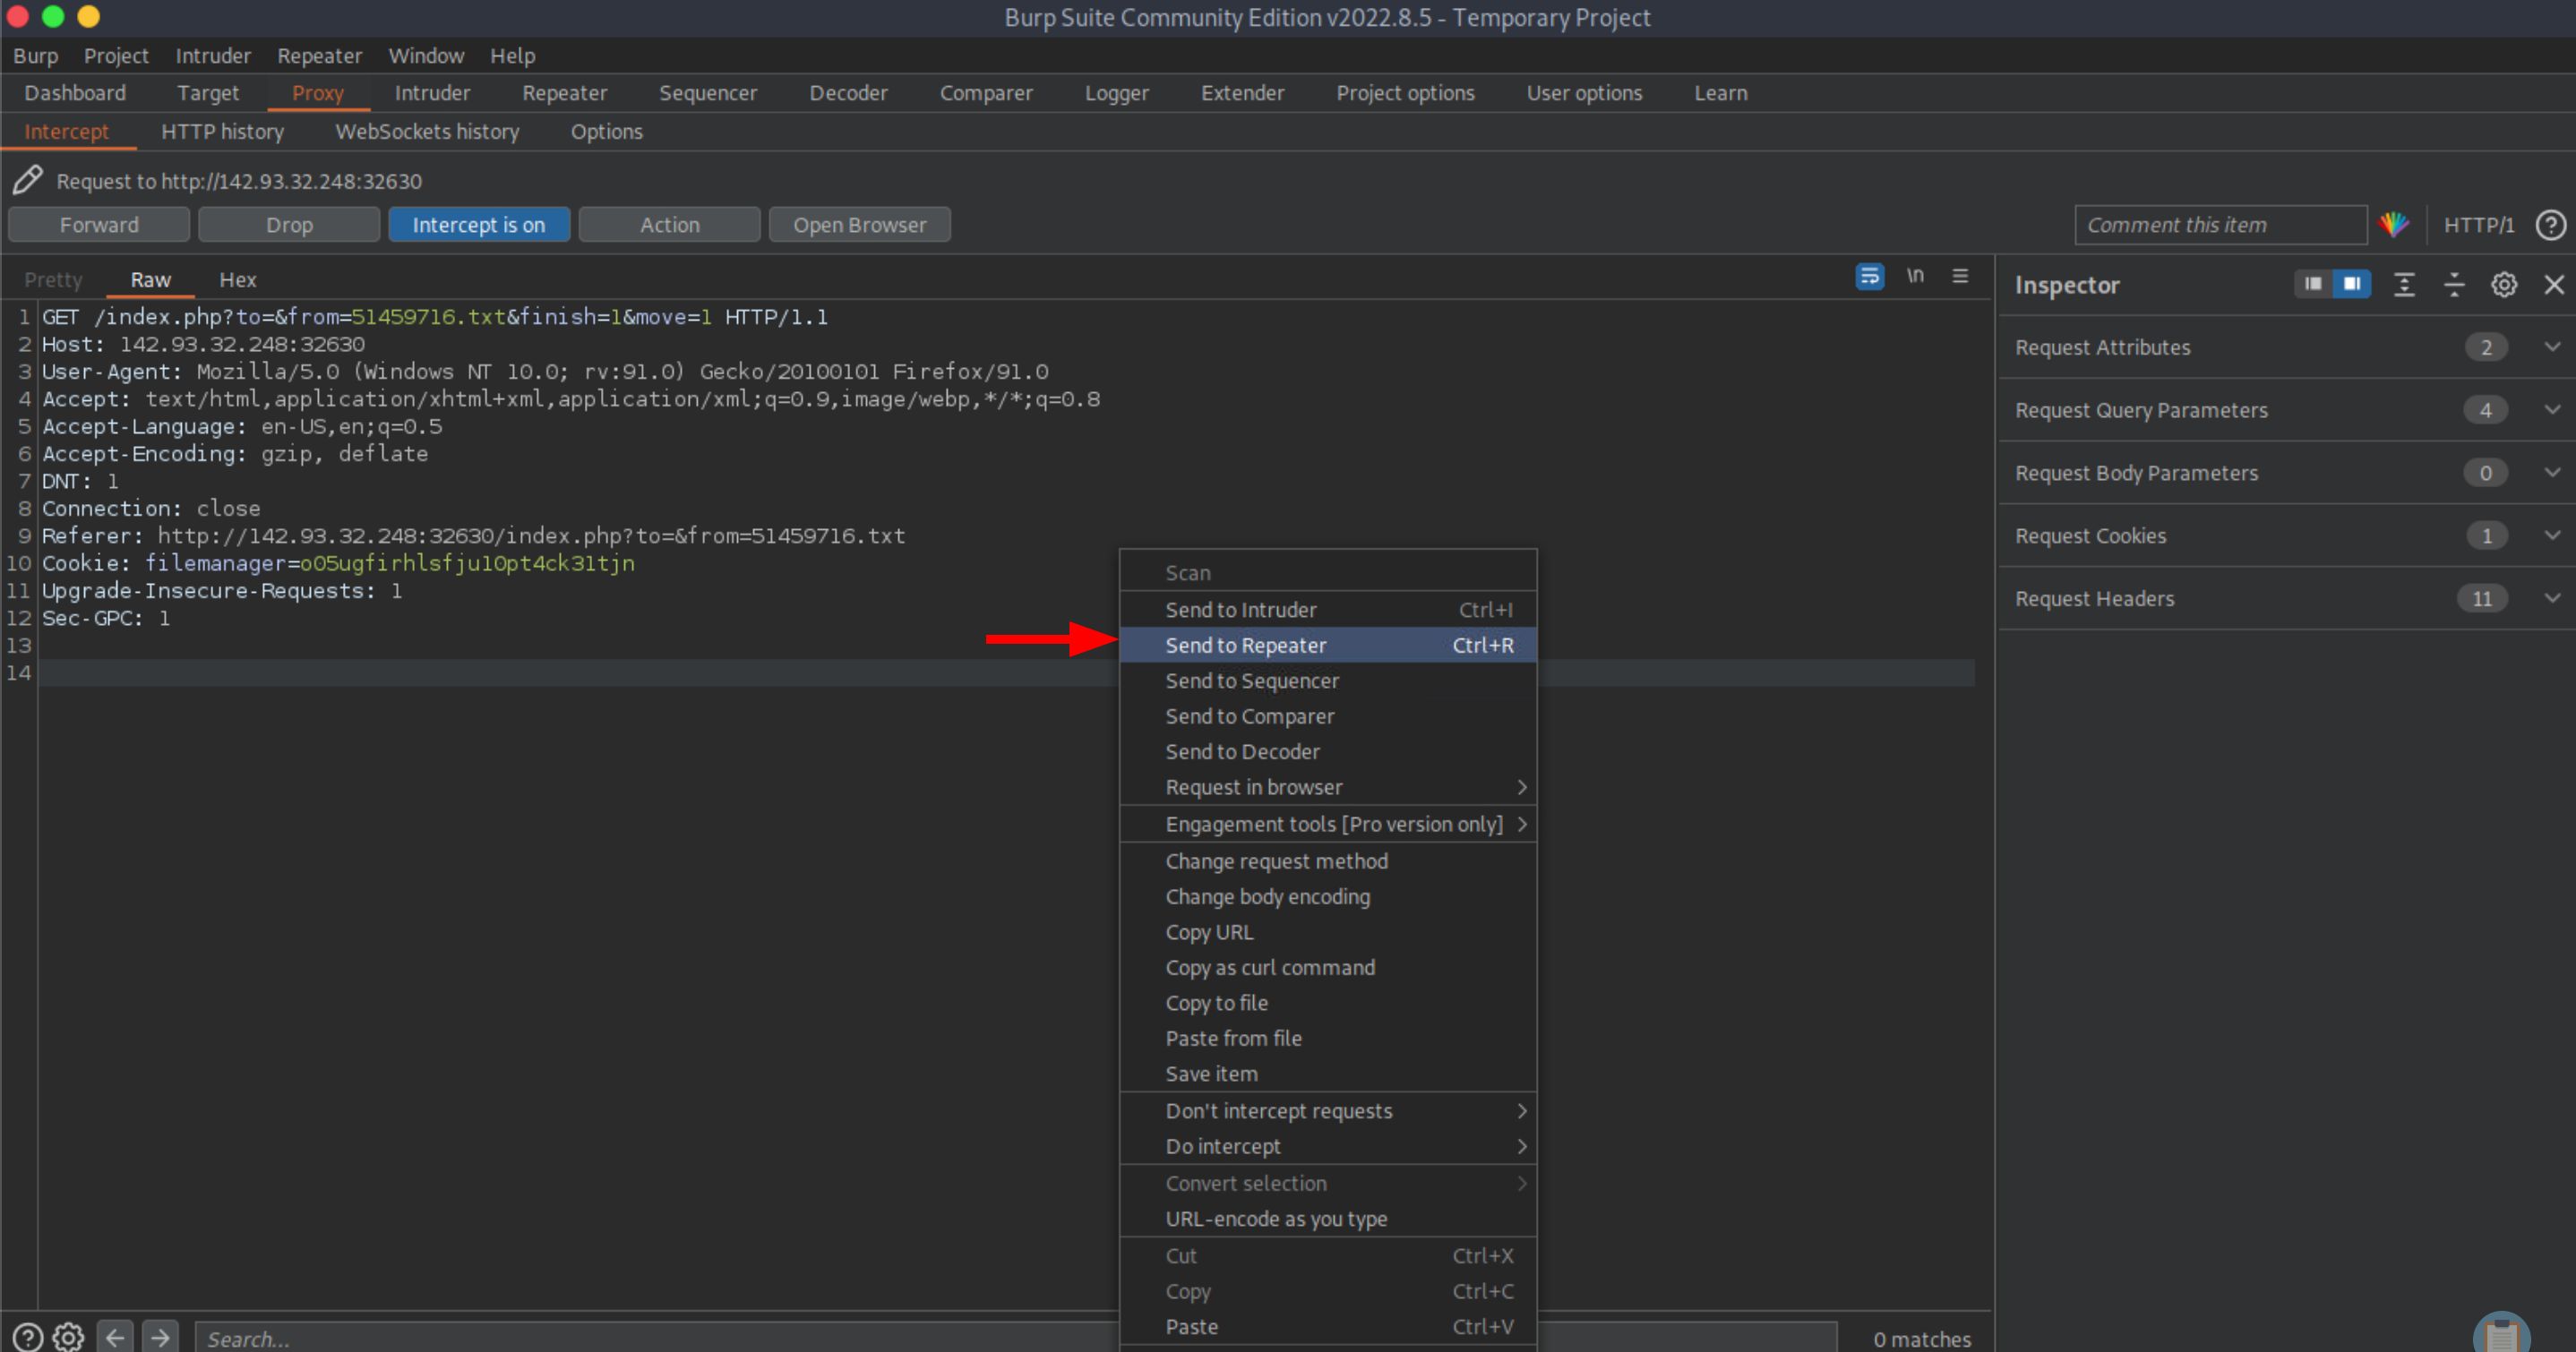 Burp Suite Community Edition v2022.8.5 - Temporary Project
Burp Project Intruder Repeater Window Help
Dashboard Target Proxy Intruder Repeater Sequencer Decoder Comparer Logger Extender Project options User options Learn
Intercept HTTP history WebSockets history Options
Request to http://142.93.32.248:32630
Forward Drop Intercept is on Action Open Browser Comment this item HTTP/1 ?
Pretty Raw Hex \n
Inspector
1 GET /index.php?to=&from=51459716.txt&finish=1&move=1 HTTP/1.1
2 Host: 142.93.32.248:32630
3 User-Agent: Mozilla/5.0 (Windows NT 10.0; rv:91.0) Gecko/20100101 Firefox/91.0
4 Accept: text/html,application/xhtml+xml,application/xml;q=0.9,image/webp,*/*;q=0.8
5 Accept-Language: en-US,en;q=0.5
6 Accept-Encoding: gzip, deflate
7 DNT: 1
8 Connection: close
9 Referer: http://142.93.32.248:32630/index.php?to=&from=51459716.txt
10 Cookie: filemanager=o05ugfirhlsfju10pt4ck31tjn
11 Upgrade-Insecure-Requests: 1
12 Sec-GPC: 1
13
14
Scan
Send to Intruder Ctrl+I
Send to Repeater Ctrl+R
Send to Sequencer
Send to Comparer
Send to Decoder
Request in browser
Engagement tools [Pro version only]
Change request method
Change body encoding
Copy URL
Copy as curl command
Copy to file
Paste from file
Save item
Don't intercept requests
Do intercept
Convert selection
URL-encode as you type
Cut Ctrl+X
Copy Ctrl+C
Paste Ctrl+V
Request Attributes 2
Request Query Parameters 4
Request Body Parameters 0
Request Cookies 1
Request Headers 11
? Search... 0 matches